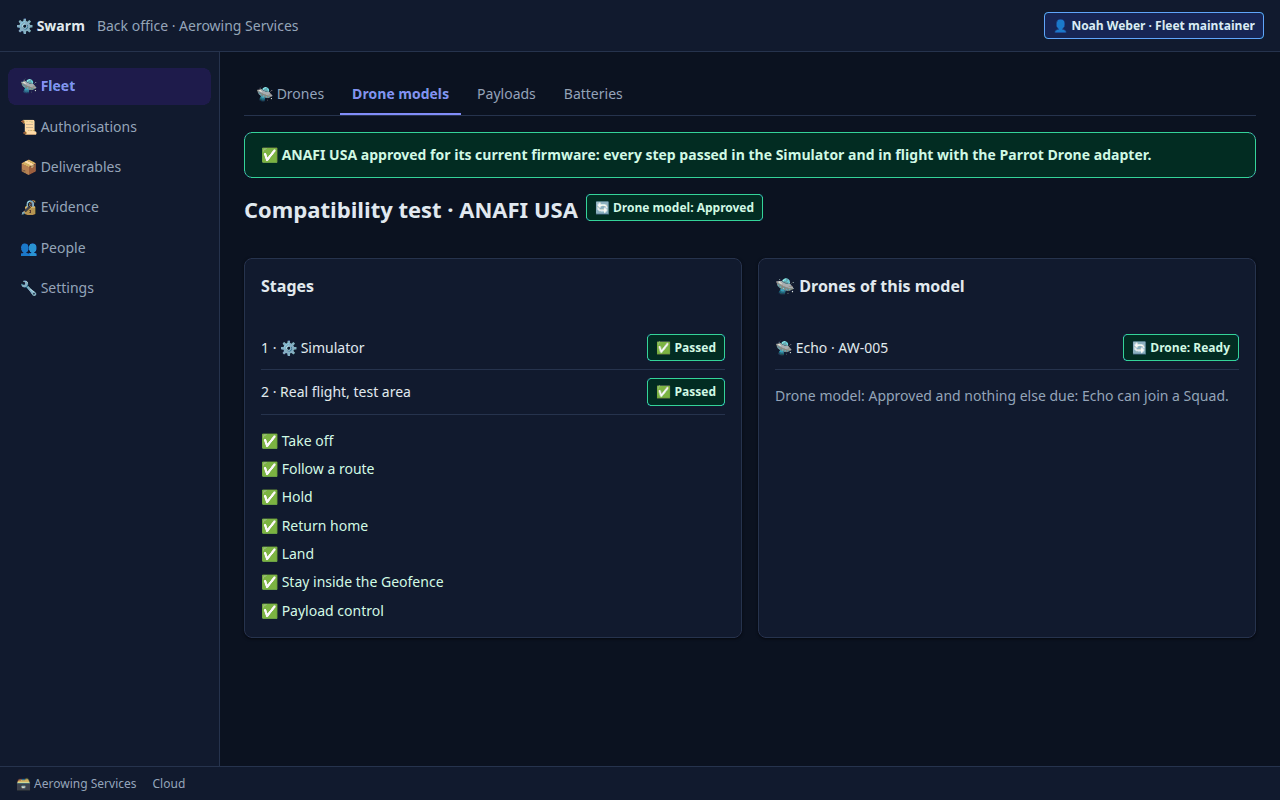 ⚙️ Swarm Back office · Aerowing Services
👤 Noah Weber · Fleet maintainer
🛸 Fleet
📜 Authorisations
📦 Deliverables
🔏 Evidence
👥 People
🔧 Settings
🛸 Drones Drone models Payloads Batteries
✅ ANAFI USA approved for its current firmware: every step passed in the Simulator and in flight with the Parrot Drone adapter.
Compatibility test · ANAFI USA 🔄 Drone model: Approved
Stages
1 · ⚙️ Simulator ✅ Passed
2 · Real flight, test area ✅ Passed
✅ Take off
✅ Follow a route
✅ Hold
✅ Return home
✅ Land
✅ Stay inside the Geofence
✅ Payload control
🛸 Drones of this model
🛸 Echo · AW-005 🔄 Drone: Ready
Drone model: Approved and nothing else due: Echo can join a Squad.
🗃️ Aerowing Services Cloud